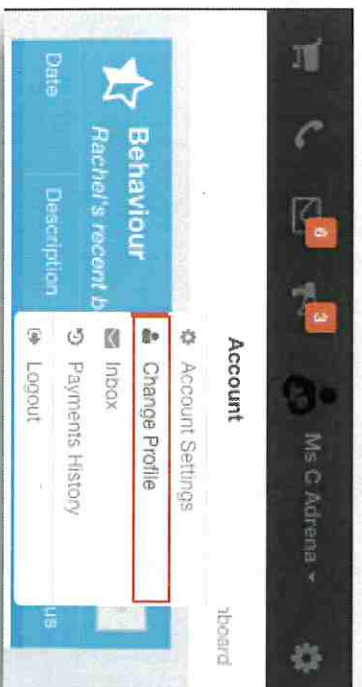 6 3 Ms C Adrena
Account
hboard
Account Settings
Change Profile
Inbox
Payments History
Logout
Behaviour
Rachel's recent b
Date Description us